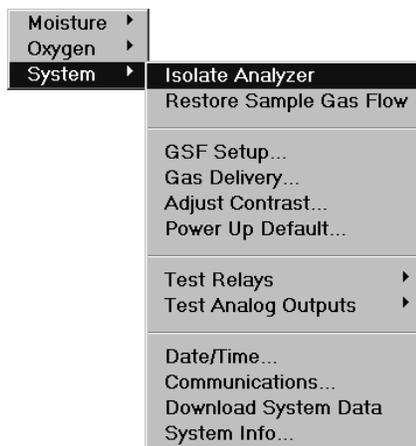 Moisture
Oxygen
System
Isolate Analyzer
Restore Sample Gas Flow
GSF Setup...
Gas Delivery...
Adjust Contrast...
Power Up Default...
Test Relays
Test Analog Outputs
Date/Time...
Communications...
Download System Data
System Info...